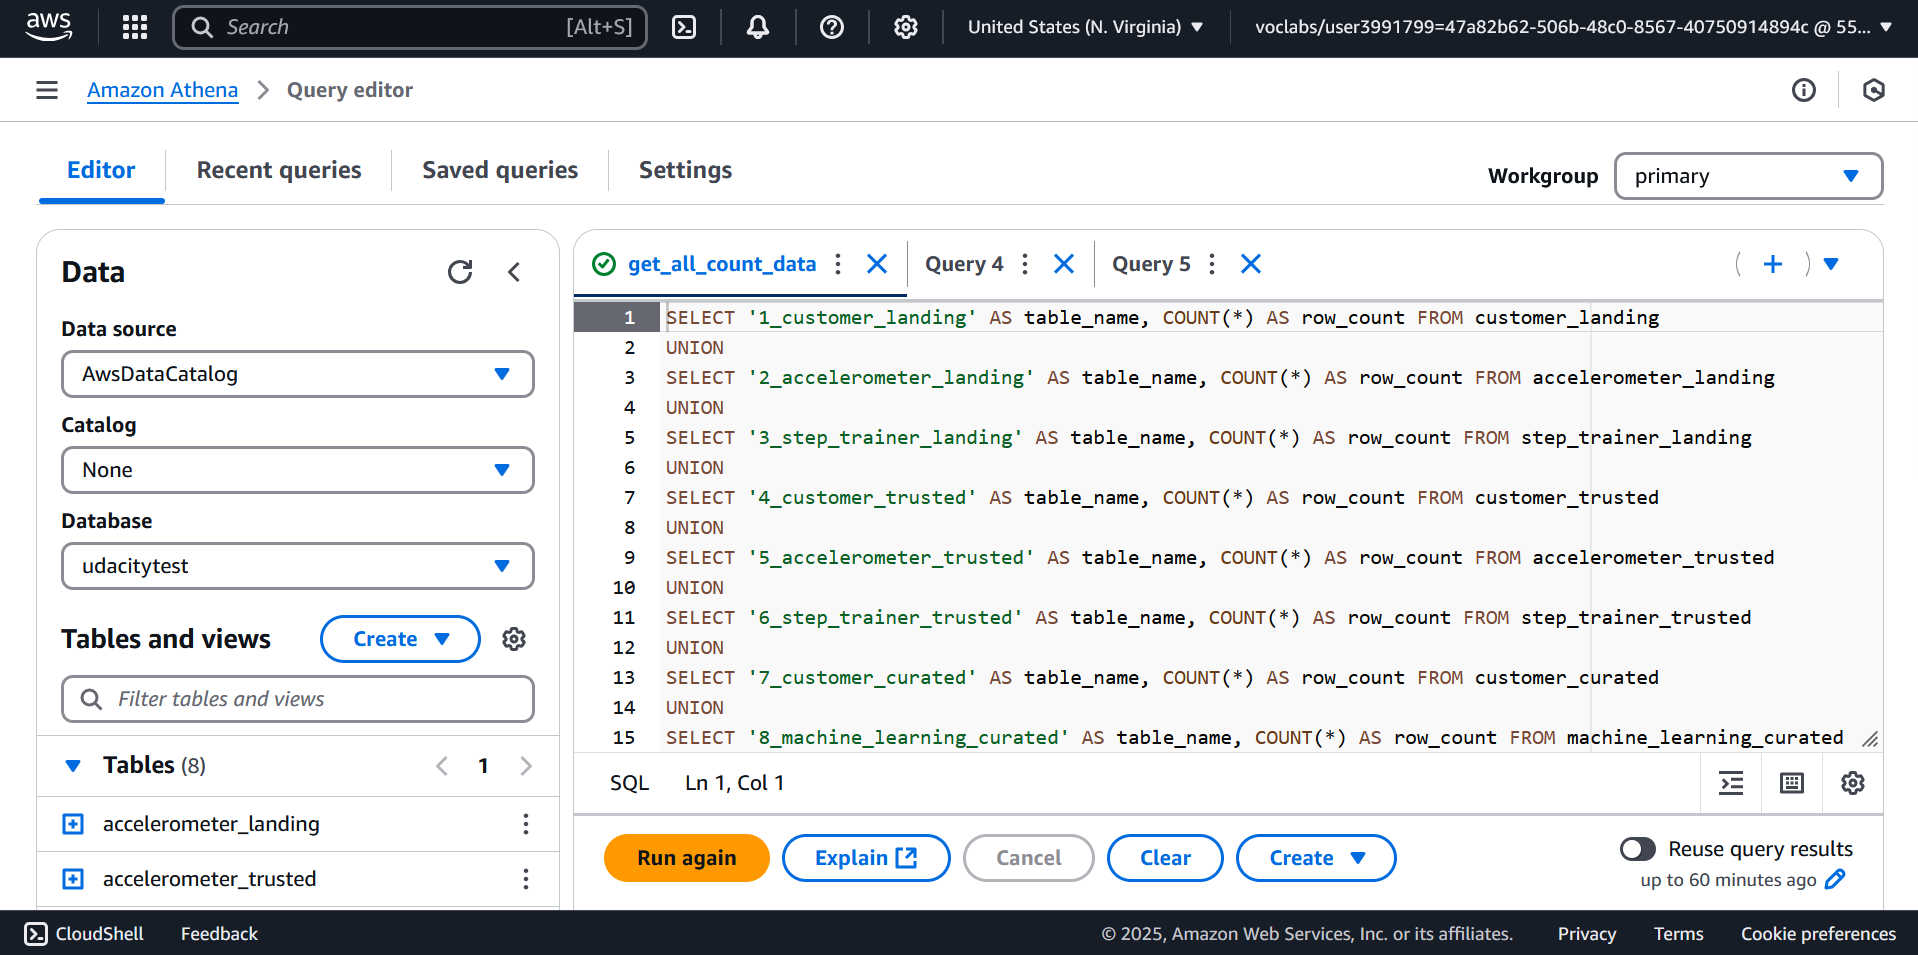 aws
Search
[Alt+S]
United States (N. Virginia)
voclabs/user3991799=47a82b62-506b-48c0-8567-40750914894c @ 55...
Amazon Athena
Query editor
Editor
Recent queries
Saved queries
Settings
Workgroup
primary
Data
Data source
AwsDataCatalog
Catalog
None
Database
udacitytest
Tables and views
Create
Filter tables and views
Tables (8)
1
accelerometer_landing
accelerometer_trusted
get_all_count_data
Query 4
Query 5
( + )
1 SELECT '1_customer_landing' AS table_name, COUNT(*) AS row_count FROM customer_landing
2 UNION
3 SELECT '2_accelerometer_landing' AS table_name, COUNT(*) AS row_count FROM accelerometer_landing
4 UNION
5 SELECT '3_step_trainer_landing' AS table_name, COUNT(*) AS row_count FROM step_trainer_landing
6 UNION
7 SELECT '4_customer_trusted' AS table_name, COUNT(*) AS row_count FROM customer_trusted
8 UNION
9 SELECT '5_accelerometer_trusted' AS table_name, COUNT(*) AS row_count FROM accelerometer_trusted
10 UNION
11 SELECT '6_step_trainer_trusted' AS table_name, COUNT(*) AS row_count FROM step_trainer_trusted
12 UNION
13 SELECT '7_customer_curated' AS table_name, COUNT(*) AS row_count FROM customer_curated
14 UNION
15 SELECT '8_machine_learning_curated' AS table_name, COUNT(*) AS row_count FROM machine_learning_curated
SQL
Ln 1, Col 1
Run again
Explain
Cancel
Clear
Create
Reuse query results
up to 60 minutes ago
CloudShell
Feedback
© 2025, Amazon Web Services, Inc. or its affiliates.
Privacy
Terms
Cookie preferences